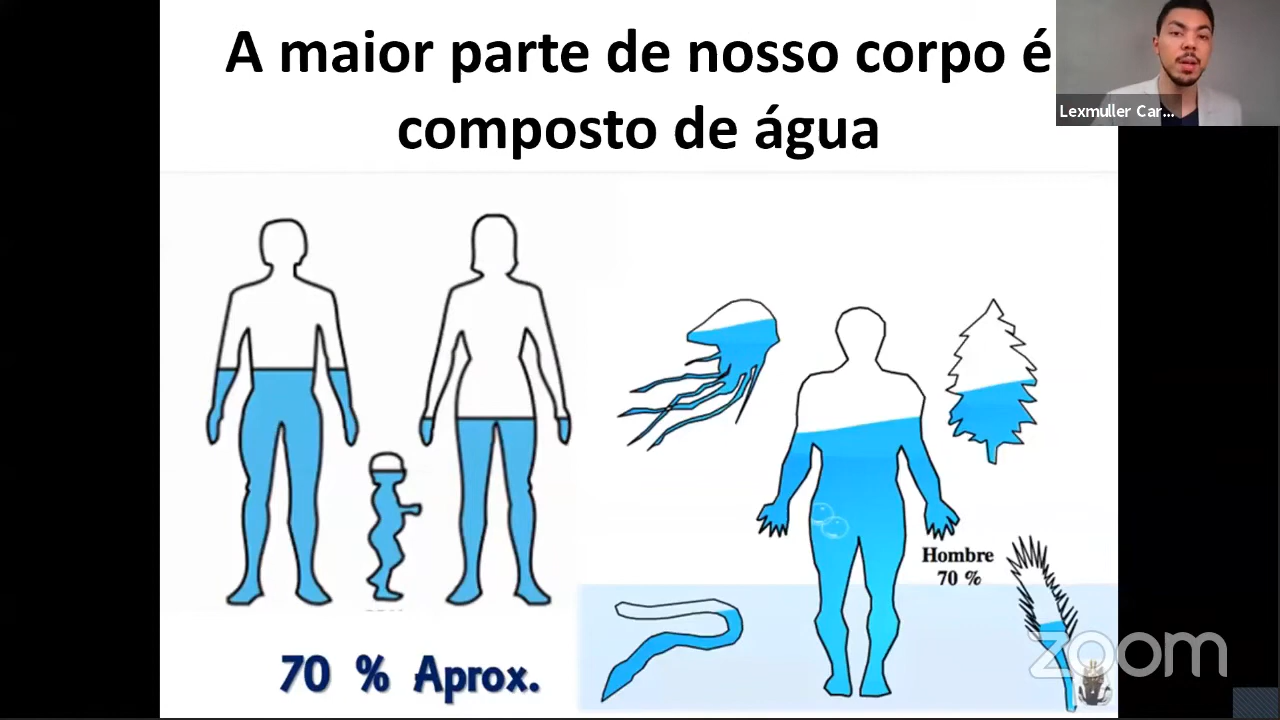 A maior parte de nosso corpo é
composto de água
Lexmuller Car...
Hombre
70 %
70 % Aprox.
zoom